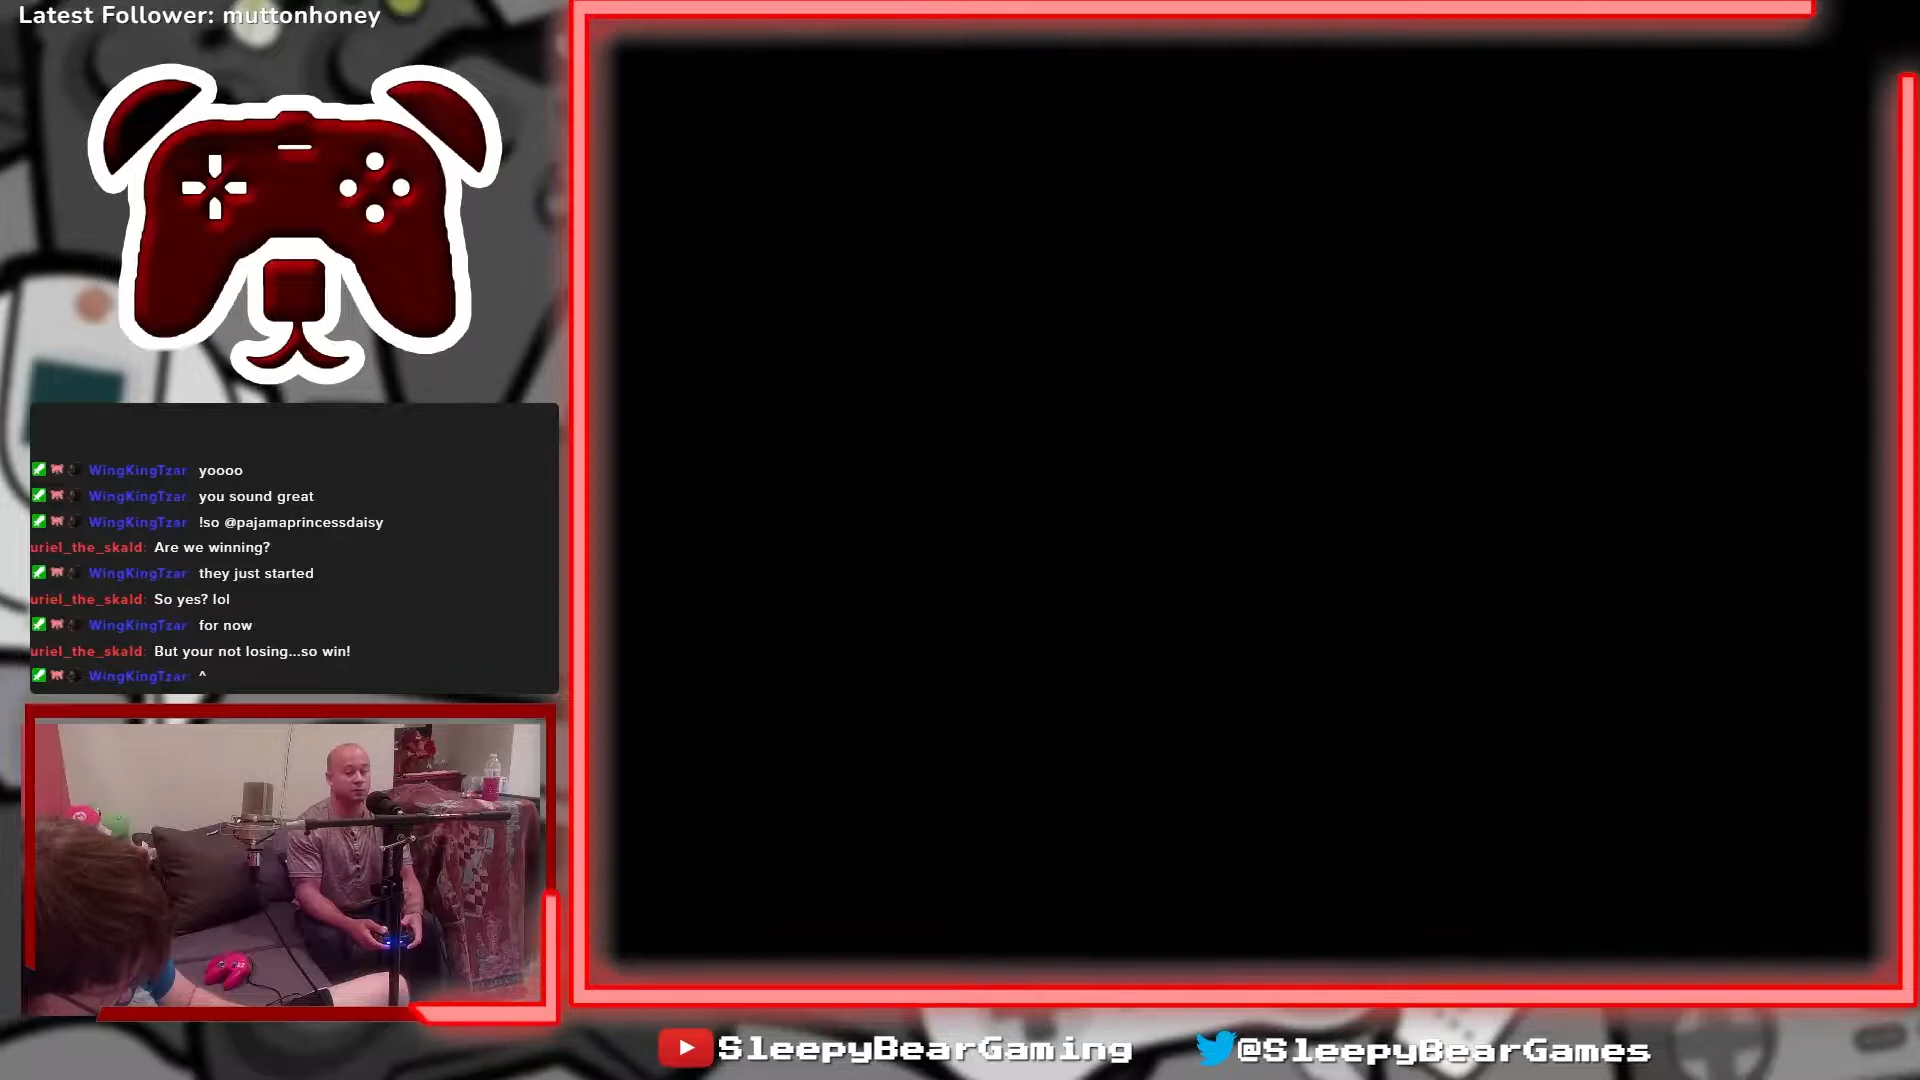 Latest Follower: muttonhoney
WingKingTzar yoooo
WingKingTzar you sound great
WingKingTzar !so @pajamaprincessdaisy
uriel_the_skald: Are we winning?
WingKingTzar they just started
uriel_the_skald: So yes? lol
WingKingTzar for now
uriel_the_skald: But your not losing...so win!
WingKingTzar ^
SleepyBearGaming
@SleepyBearGames